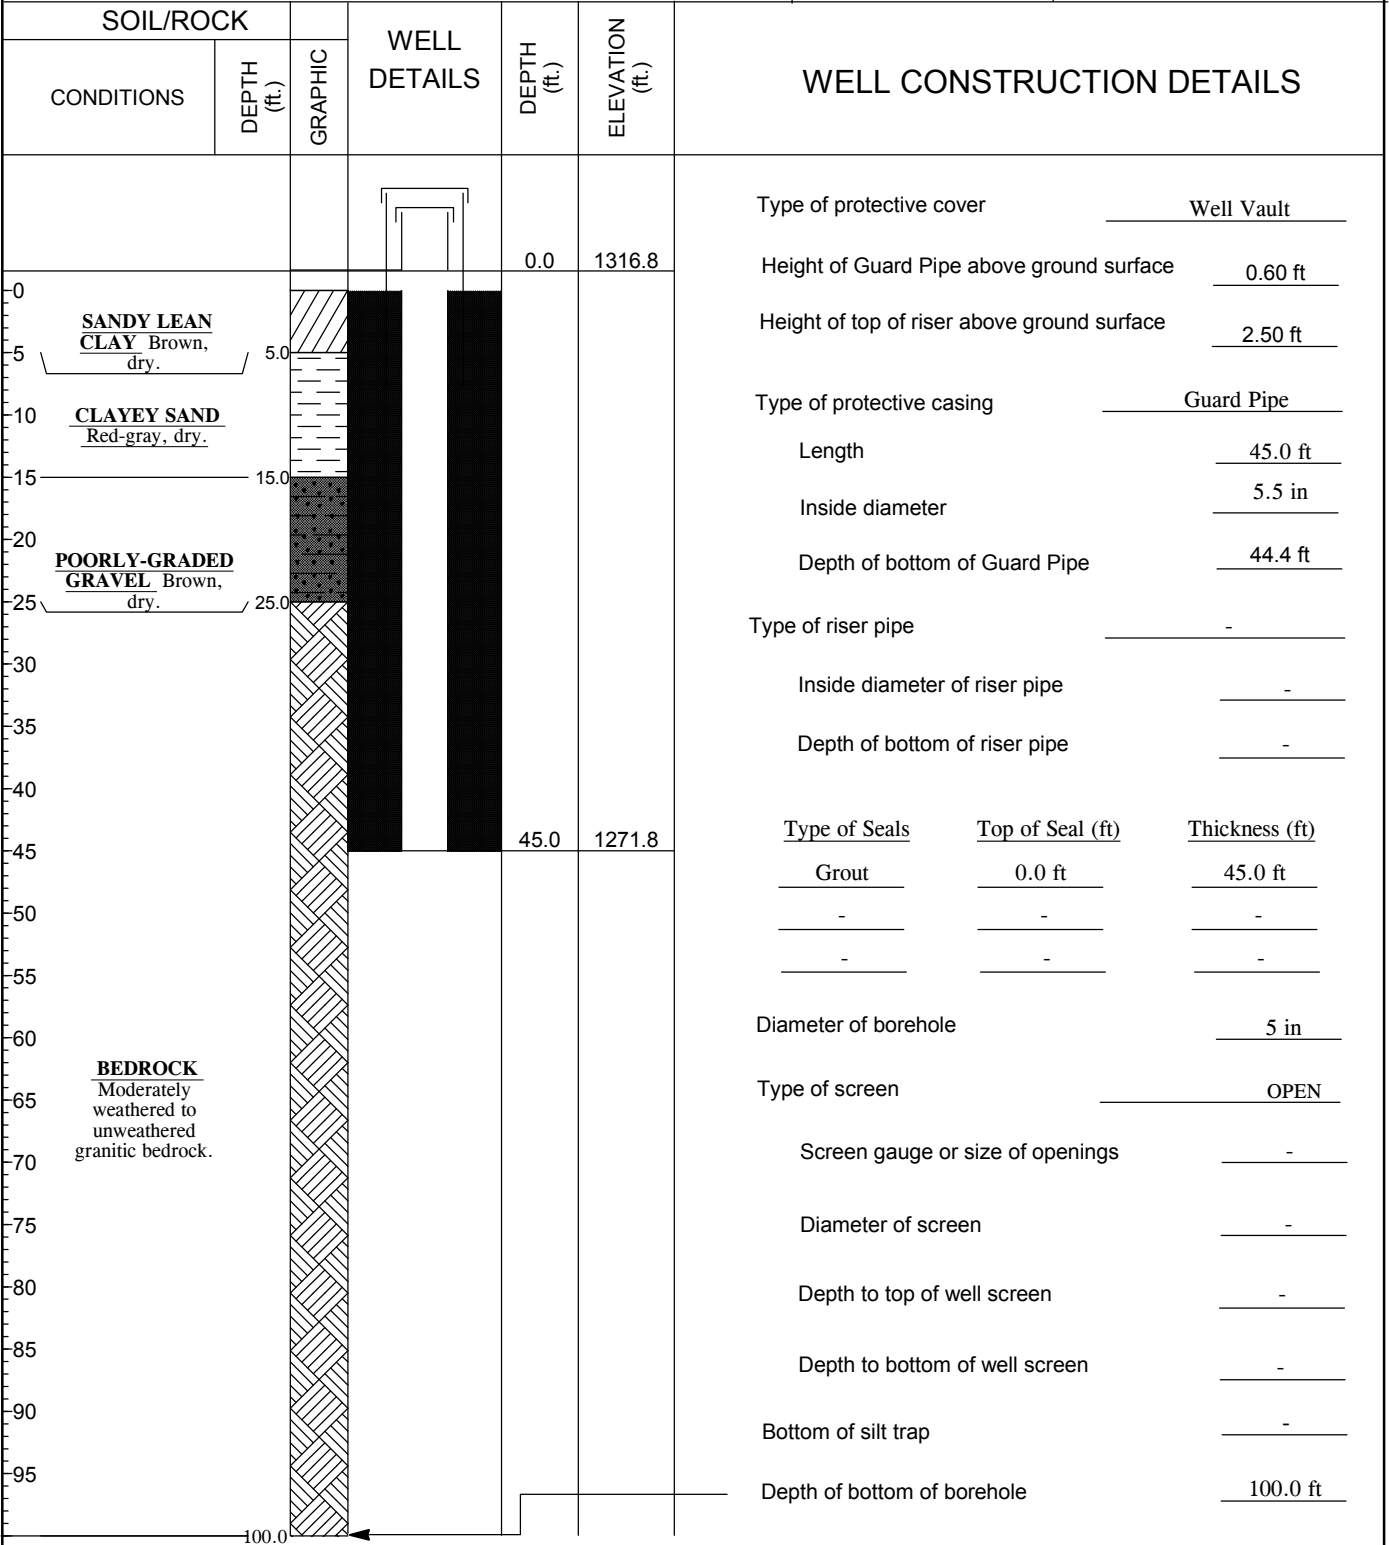 SOIL/ROCK
CONDITIONS
DEPTH (ft.)
GRAPHIC
WELL
DETAILS
DEPTH (ft.)
ELEVATION (ft.)
WELL CONSTRUCTION DETAILS
0.0 1316.8
0
SANDY LEAN
CLAY Brown,
dry.
5
5.0
10
CLAYEY SAND
Red-gray, dry.
15
15.0
20
POORLY-GRADED
GRAVEL Brown,
dry.
25
25.0
30
35
40
45.0 1271.8
45
50
55
60
BEDROCK
Moderately
weathered to
unweathered
granitic bedrock.
65
70
75
80
85
90
95
100.0
Type of protective cover Well Vault
Height of Guard Pipe above ground surface 0.60 ft
Height of top of riser above ground surface 2.50 ft
Type of protective casing Guard Pipe
Length 45.0 ft
Inside diameter 5.5 in
Depth of bottom of Guard Pipe 44.4 ft
Type of riser pipe -
Inside diameter of riser pipe -
Depth of bottom of riser pipe -
Type of Seals Top of Seal (ft) Thickness (ft)
Grout 0.0 ft 45.0 ft
- - -
- - -
Diameter of borehole 5 in
Type of screen OPEN
Screen gauge or size of openings -
Diameter of screen -
Depth to top of well screen -
Depth to bottom of well screen -
Bottom of silt trap -
Depth of bottom of borehole 100.0 ft